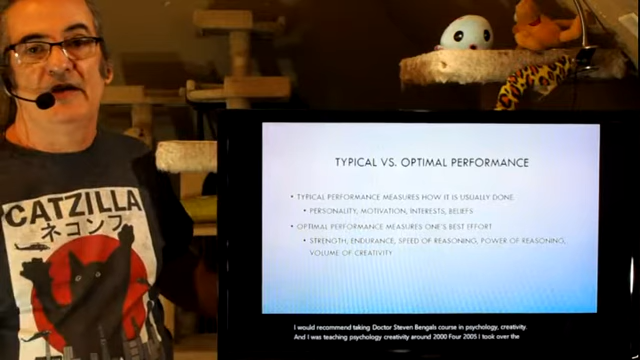 CATZILLA
ネコンフ
TYPICAL VS. OPTIMAL PERFORMANCE
• TYPICAL PERFORMANCE MEASURES HOW IT IS USUALLY DONE.
• PERSONALITY, MOTIVATION, INTERESTS, BELIEFS
• OPTIMAL PERFORMANCE MEASURES ONE'S BEST EFFORT
• STRENGTH, ENDURANCE, SPEED OF REASONING, POWER OF REASONING,
VOLUME OF CREATIVITY
I would recommend taking Doctor Steven Bengals course in psychology, creativity.
And I was teaching psychology creativity around 2000 Four 2005 I took over the